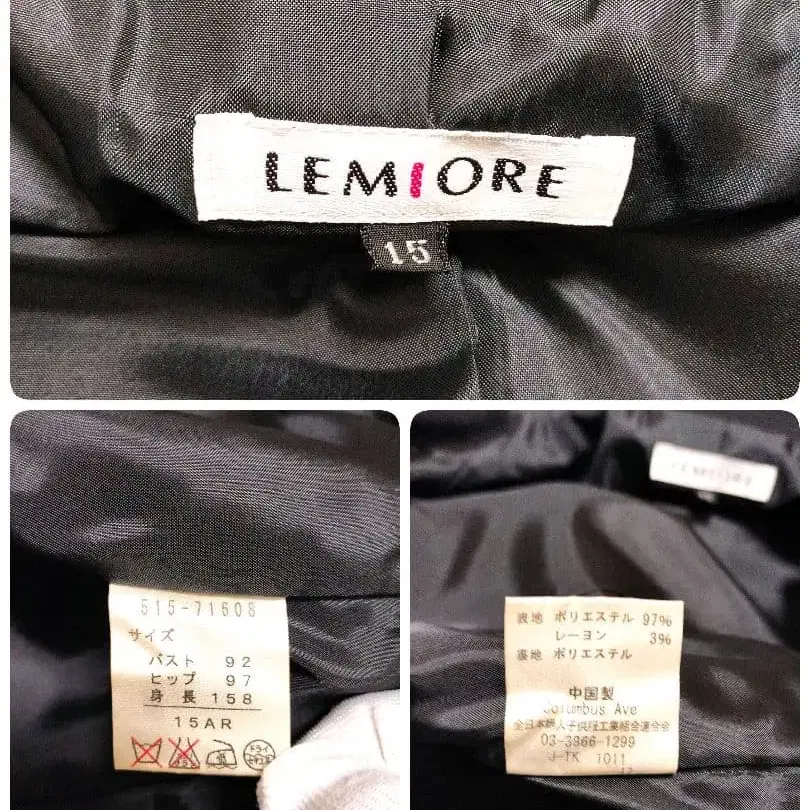 LEMIORE
15
515-71608
サイズ
バスト 92
ヒップ 97
身長 158
15AR
ドライ
LEMIORE
表地 ポリエステル 97%
レーヨン 3%
裏地 ポリエステル
中国製
Columbus Ave
全日本婦人子供服工業組合連合会
03-3866-1299
J-TK 1011